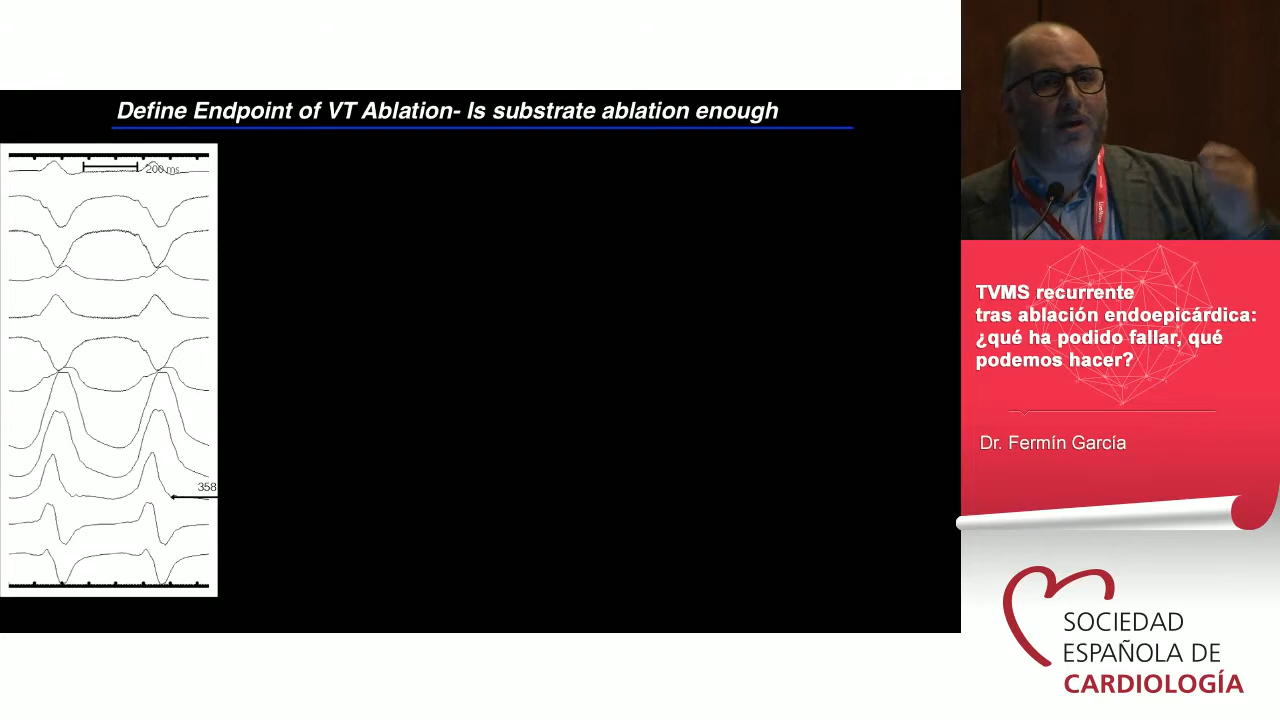 Define Endpoint of VT Ablation- Is substrate ablation enough
200 ms
358
TVMS recurrente
tras ablación endoepicárdica:
¿qué ha podido fallar, qué
podemos hacer?
Dr. Fermín García
SOCIEDAD
ESPAÑOLA DE
CARDIOLOGÍA